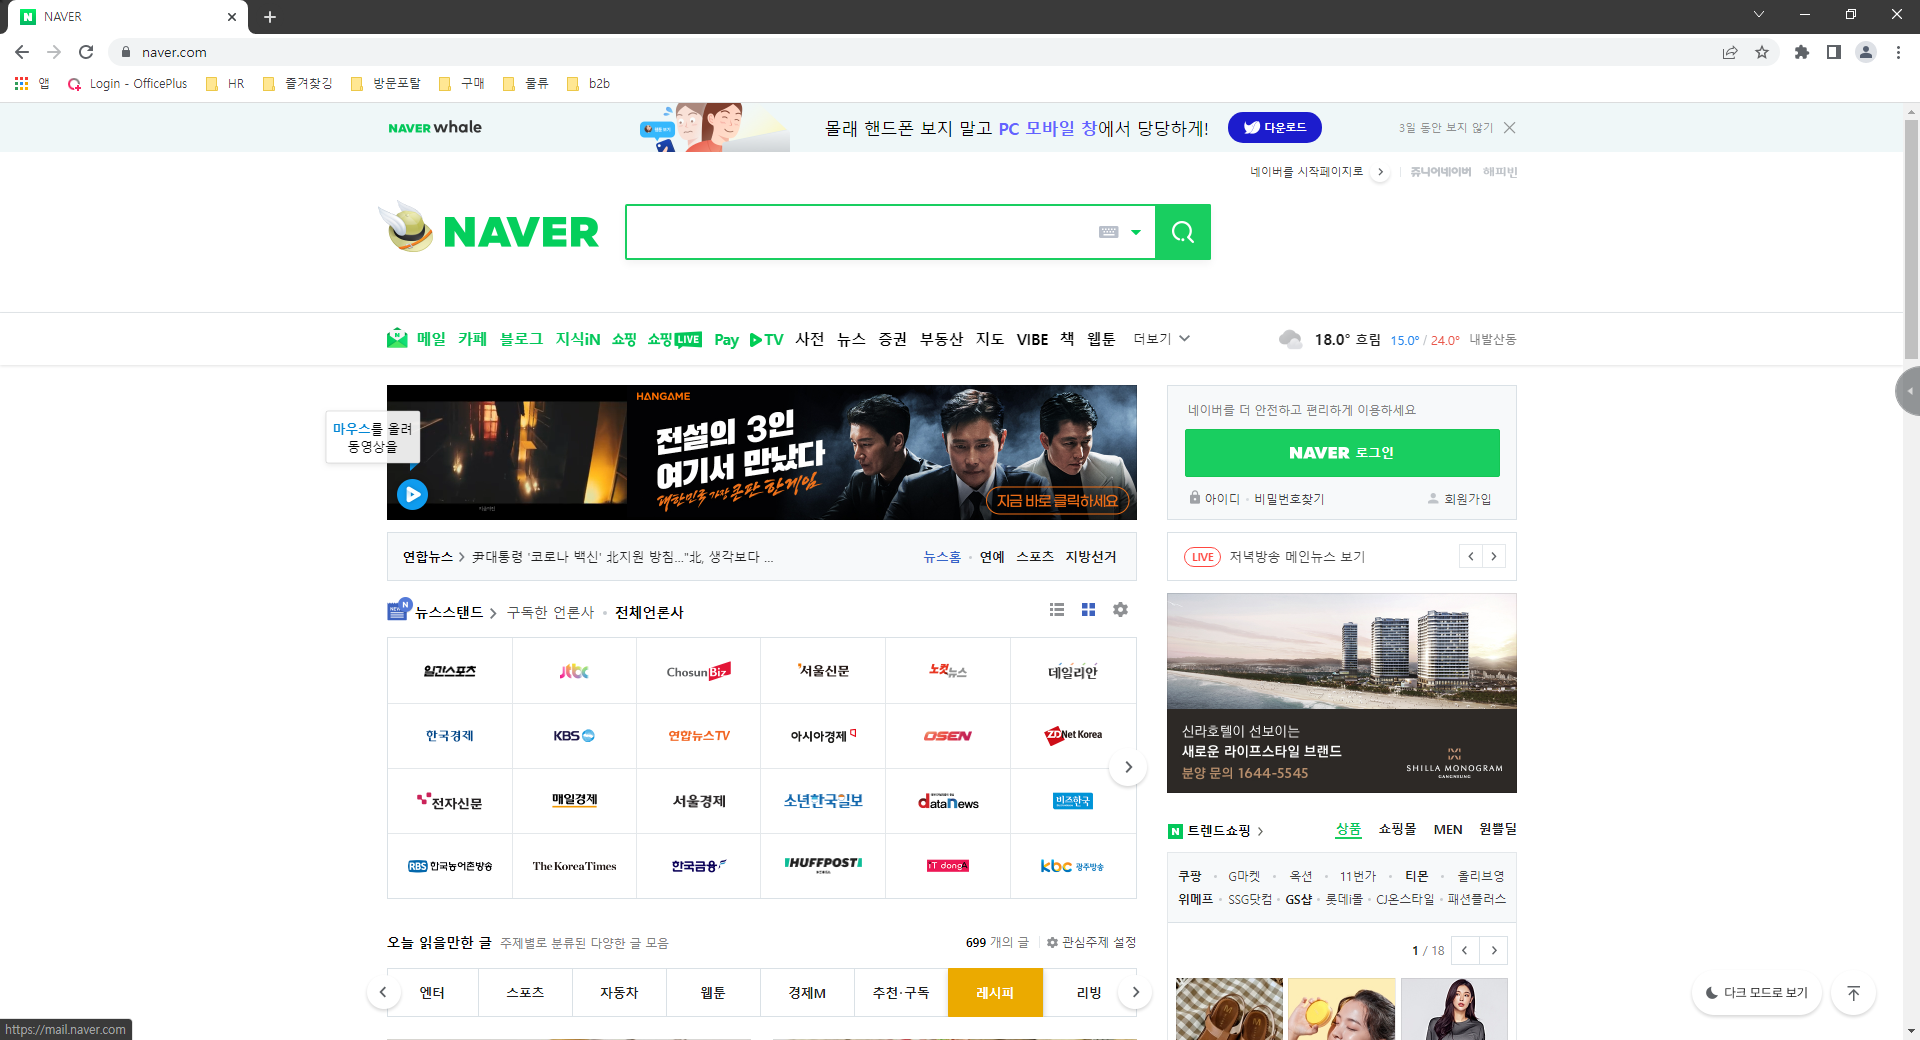 NAVER
naver.com
앱 Login - OfficePlus HR 즐겨찾깅 방문포탈 구매 물류 b2b
NAVER whale
몰래 핸드폰 보지 말고 PC 모바일 창에서 당당하게! 다운로드 3일 동안 보지 않기
네이버를 시작페이지로 쥬니어네이버 해피빈
NAVER
메일 카페 블로그 지식iN 쇼핑 쇼핑LIVE Pay TV 사전 뉴스 증권 부동산 지도 VIBE 책 웹툰 더보기 18.0° 흐림 15.0° / 24.0° 내발산동
마우스를 올려
동영상을
HANGAME
전설의 3인
여기서 만났다
대한민국 가장 큰판 한게임
지금 바로 클릭하세요
네이버를 더 안전하고 편리하게 이용하세요
NAVER 로그인
아이디 · 비밀번호찾기 회원가입
연합뉴스 > 尹대통령 '코로나 백신' 北지원 방침..."北, 생각보다 ... 뉴스홈 · 연예 스포츠 지방선거
LIVE 저녁방송 메인뉴스 보기
NEW N 뉴스스탠드 > 구독한 언론사 · 전체언론사
일간스포츠 jtbc ChosunBiz 서울신문 노컷뉴스 데일리안
한국경제 KBS 연합뉴스TV 아시아경제 OSEN ZDNet Korea
전자신문 매일경제 서울경제 소년한국일보 dataNews 비즈한국
RBS 한국농어촌방송 The Korea Times 한국금융 HUFFPOST iT dongA kbc 광주방송
신라호텔이 선보이는
새로운 라이프스타일 브랜드
분양 문의 1644-5545
SHILLA MONOGRAM
GANGNEUNG
N 트렌드쇼핑 > 상품 쇼핑몰 MEN 원쁠딜
쿠팡 · G마켓 · 옥션 · 11번가 · 티몬 · 올리브영
위메프 · SSG닷컴 · GS샵 · 롯데i몰 · CJ온스타일 · 패션플러스
1 / 18
오늘 읽을만한 글 주제별로 분류된 다양한 글 모음 699 개의 글 관심주제 설정
엔터 스포츠 자동차 웹툰 경제M 추천·구독 레시피 리빙
다크 모드로 보기
https://mail.naver.com